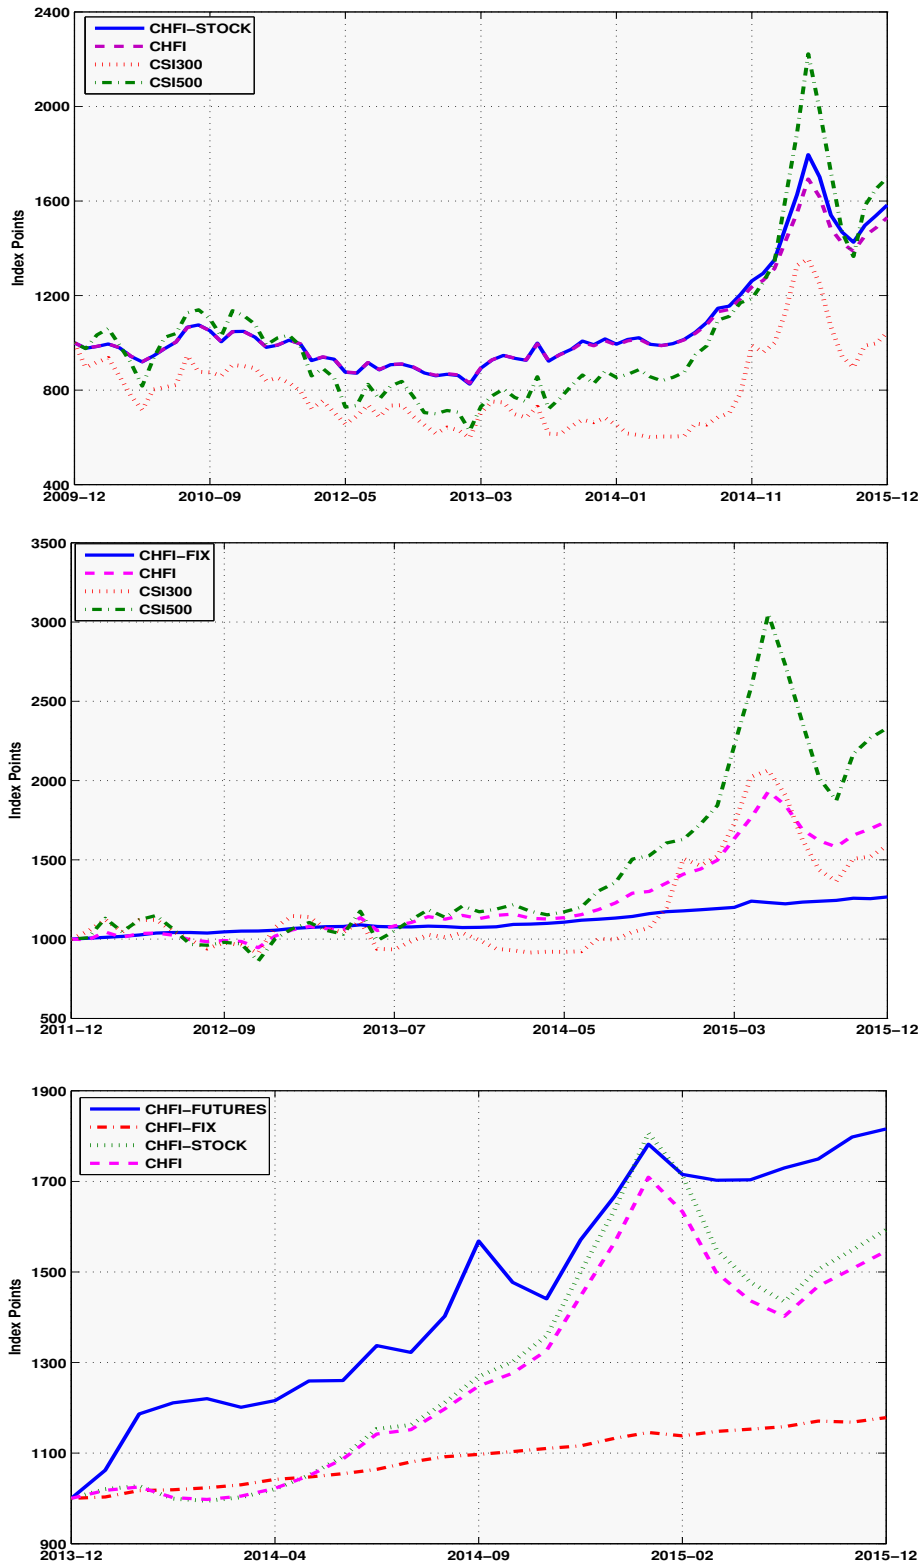 2400
CHFI-STOCK
CHFI
CSI300
CSI500
2000
1600
1200
800
400
Index Points
2009-12 2010-09 2012-05 2013-03 2014-01 2014-11 2015-12
3500
CHFI-FIX
CHFI
CSI300
CSI500
3000
2500
2000
1500
1000
500
Index Points
2011-12 2012-09 2013-07 2014-05 2015-03 2015-12
1900
CHFI-FUTURES
CHFI-FIX
CHFI-STOCK
CHFI
1700
1500
1300
1100
900
Index Points
2013-12 2014-04 2014-09 2015-02 2015-12